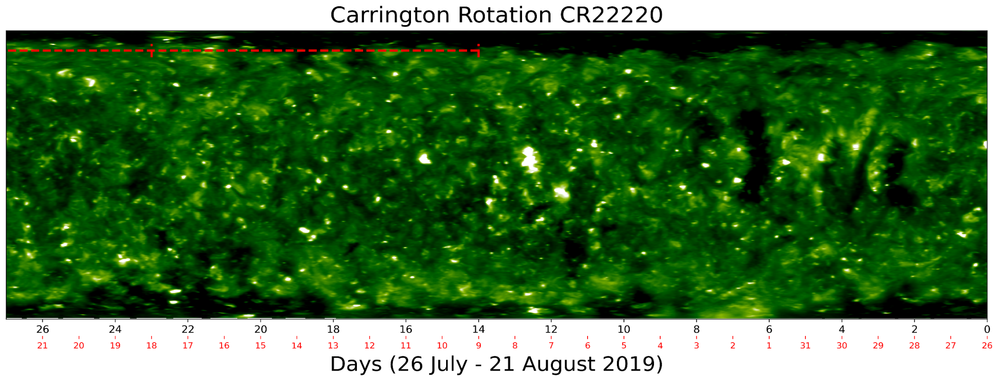 Carrington Rotation CR22220
26 24 22 20 18 16 14 12 10 8 6 4 2 0
21 20 19 18 17 16 15 14 13 12 11 10 9 8 7 6 5 4 3 2 1 31 30 29 28 27 26
Days (26 July - 21 August 2019)